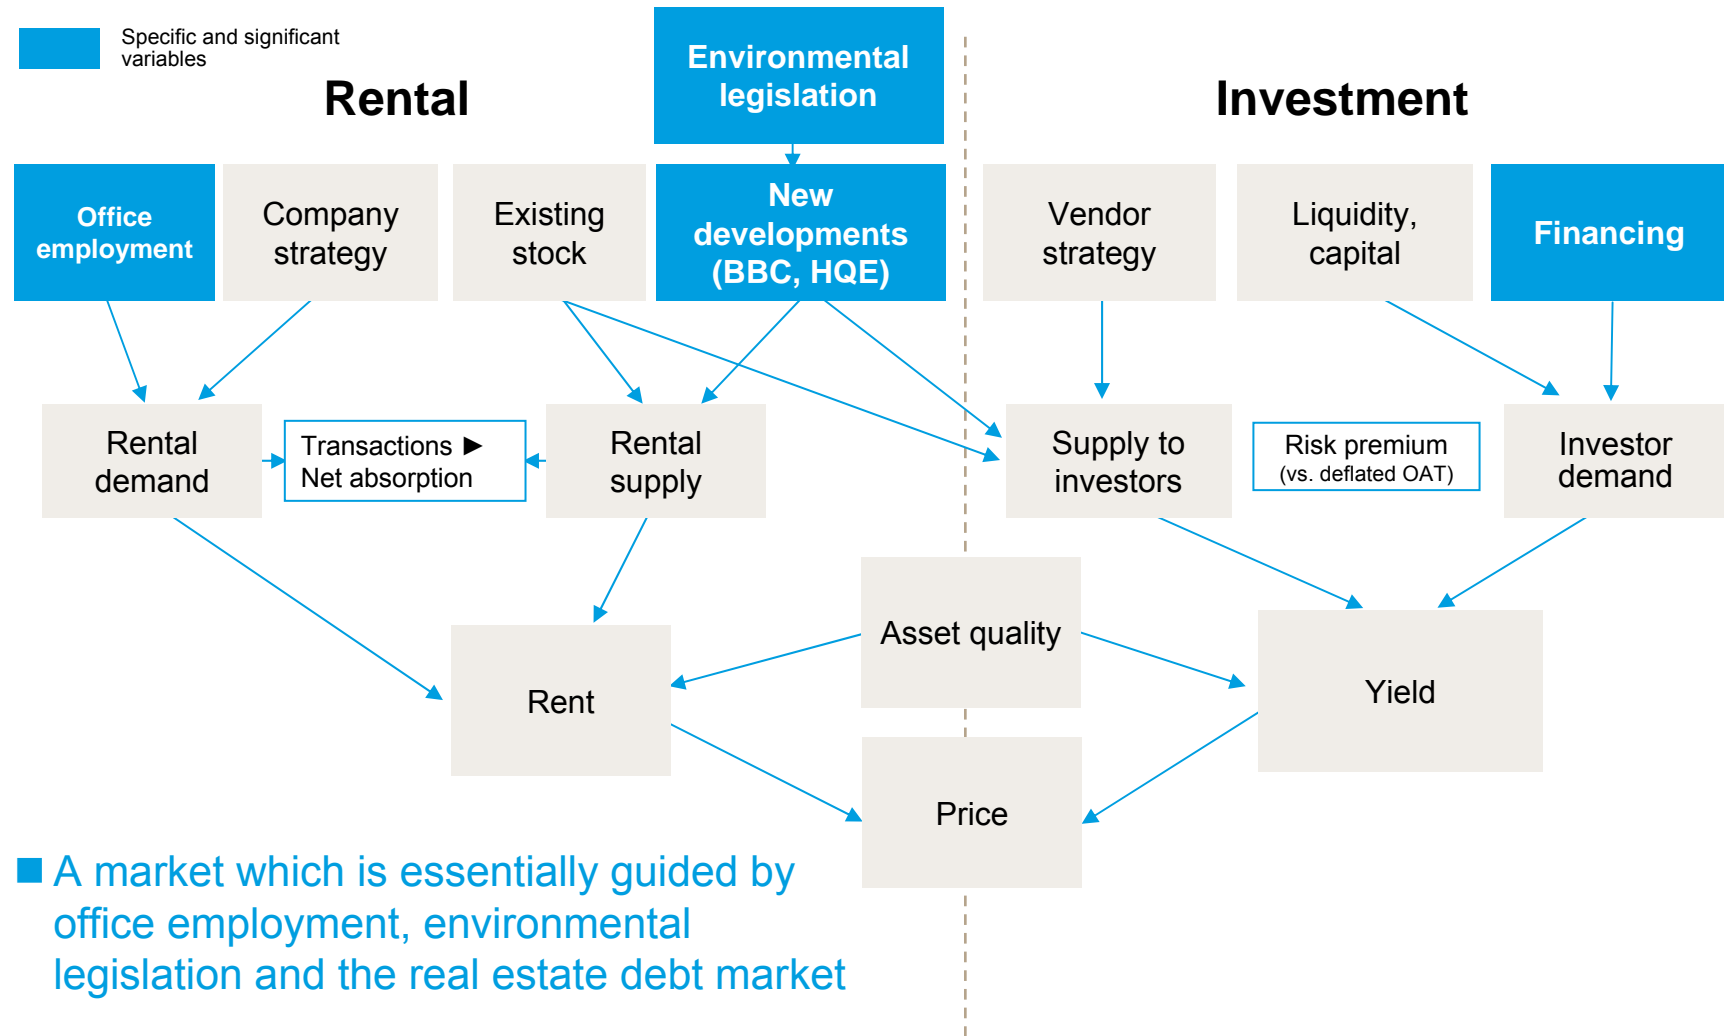 Specific and significant
variables
Rental
Environmental
legislation
Investment
Office
employment
Company
strategy
Existing
stock
New
developments
(BBC, HQE)
Vendor
strategy
Liquidity,
capital
Financing
Rental
demand
Transactions ►
Net absorption
Rental
supply
Supply to
investors
Risk premium
(vs. deflated OAT)
Investor
demand
Asset quality
Rent
Yield
Price
■ A market which is essentially guided by
office employment, environmental
legislation and the real estate debt market